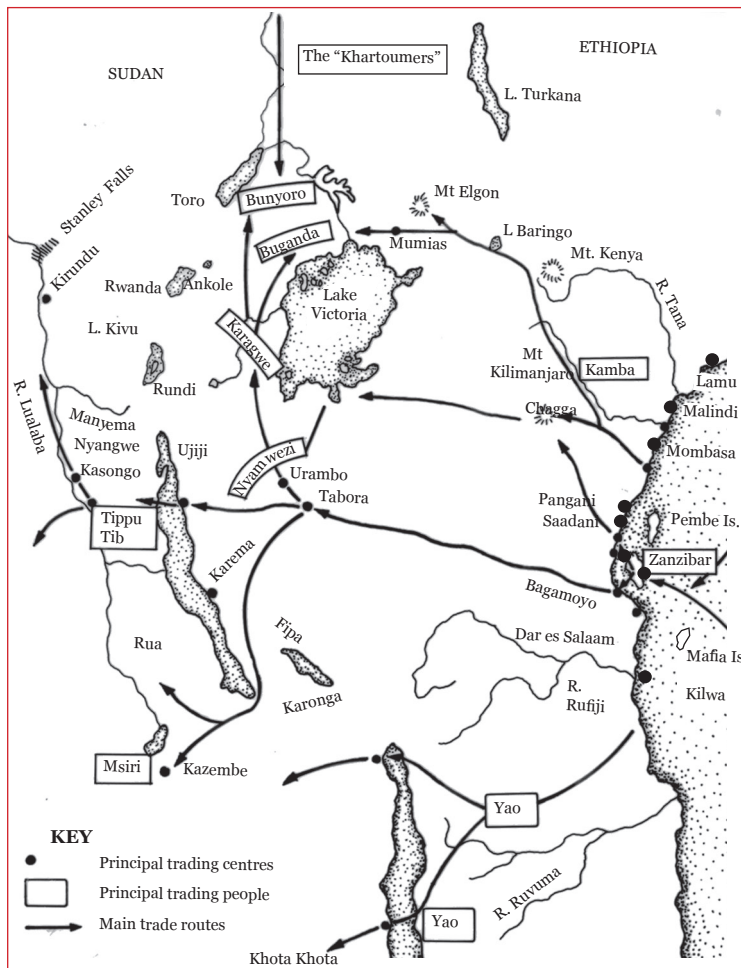 The “Khartoumers”
ETHIOPIA
SUDAN
L. Turkana
Stanley Falls
Toro
Bunyoro
Mt Elgon
Buganda
Mumias
L Baringo
Mt. Kenya
Kirundu
Rwanda
Ankole
Lake
Victoria
R. Tana
L. Kivu
Karagwe
Mt
Kilimanjaro
Kamba
Lamu
Rundi
R. Lualaba
Manyema
Nyangwe
Kasongo
Ujiji
Chagga
Malindi
Mombasa
Nyamwezi
Urambo
Tabora
Pangani
Saadani
Pembe Is.
Tippu
Tib
Zanzibar
Karema
Bagamoyo
Rua
Fipa
Dar es Salaam
Mafia Is
Karonga
R.
Rufiji
Kilwa
Msiri
Kazembe
Yao
KEY
Principal trading centres
Principal trading people
Main trade routes
R. Ruvuma
Yao
Khota Khota